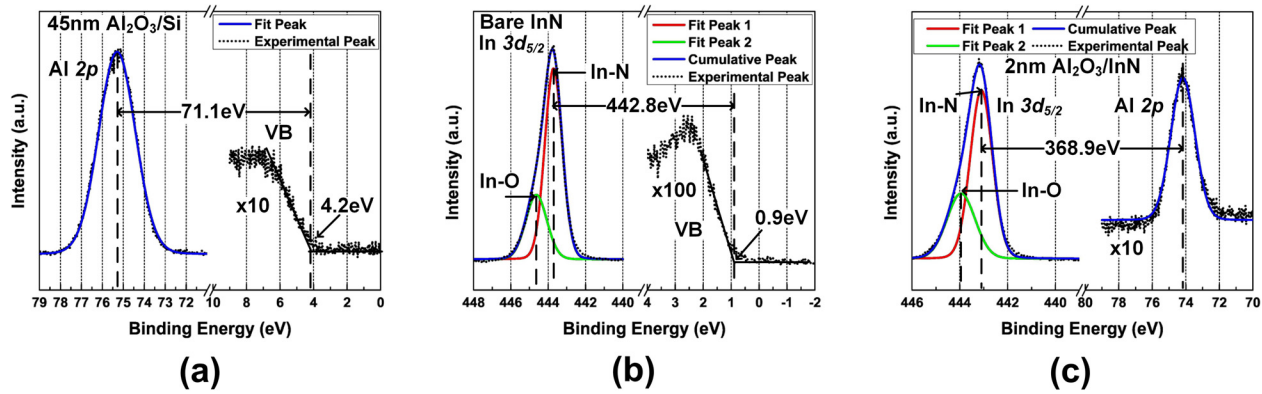 45nm Al₂O₃/Si
Fit Peak
Experimental Peak
Al 2p
71.1eV
VB
x10
4.2eV
Intensity (a.u.)
79 78 77 76 75 74 73 72 10 8 6 4 2 0
Binding Energy (eV)
(a)
Bare InN
In 3d5/2
Fit Peak 1
Fit Peak 2
Cumulative Peak
Experimental Peak
In-N
442.8eV
In-O
x100
VB
0.9eV
Intensity (a.u.)
448 446 444 442 440 4 3 2 1 0 -1 -2
Binding Energy (eV)
(b)
Fit Peak 1 Cumulative Peak
Fit Peak 2 Experimental Peak
2nm Al₂O₃/InN
In-N In 3d5/2 Al 2p
368.9eV
In-O
x10
Intensity (a.u.)
446 444 442 440 80 78 76 74 72 70
Binding Energy (eV)
(c)